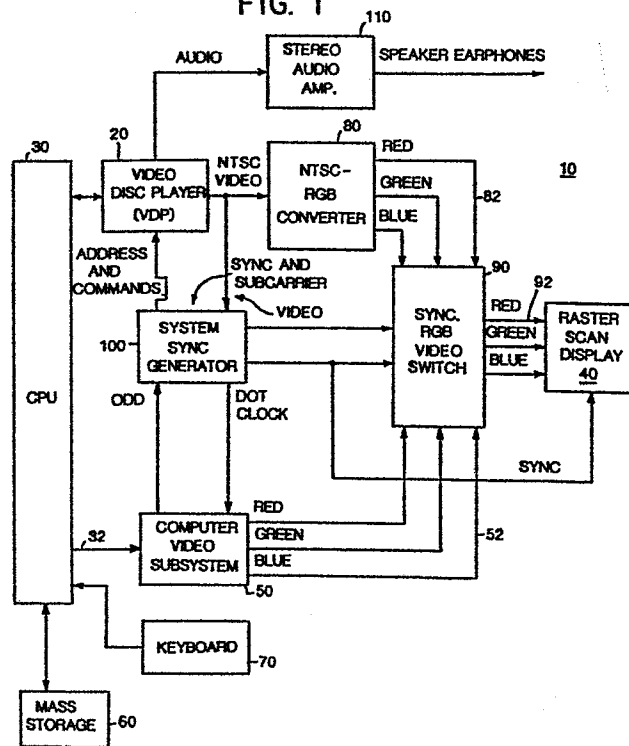 FIG. 1
110
STEREO
AUDIO
AMP.
AUDIO
SPEAKER EARPHONES
30
20
VIDEO
DISC PLAYER
(VDP)
NTSC
VIDEO
80
NTSC-
RGB
CONVERTER
RED
GREEN
BLUE
82
10
ADDRESS
AND
COMMANDS
SYNC AND
SUBCARRIER
VIDEO
90
SYNC.
RGB
VIDEO
SWITCH
RED
92
GREEN
BLUE
RASTER
SCAN
DISPLAY
40
100
SYSTEM
SYNC
GENERATOR
CPU
ODD
DOT
CLOCK
SYNC
32
COMPUTER
VIDEO
SUBSYSTEM
50
RED
GREEN
BLUE
52
KEYBOARD
70
MASS
STORAGE
60